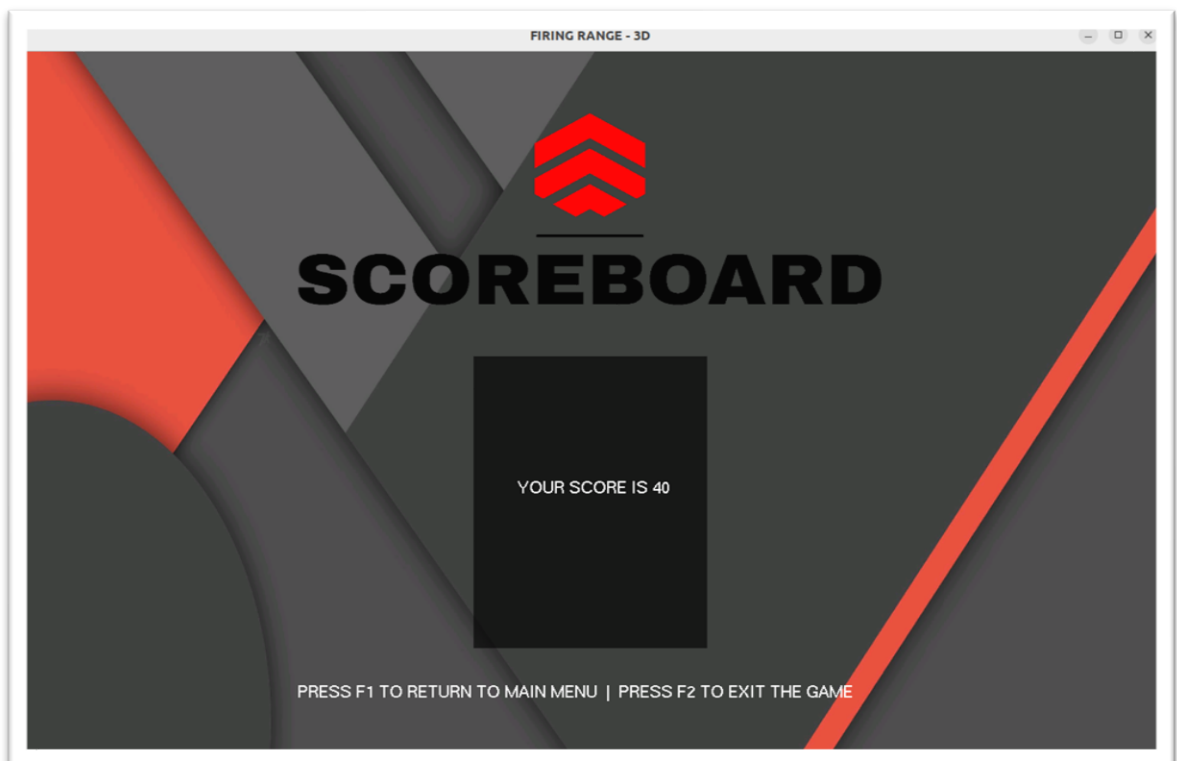 FIRING RANGE - 3D
SCOREBOARD
YOUR SCORE IS 40
PRESS F1 TO RETURN TO MAIN MENU | PRESS F2 TO EXIT THE GAME